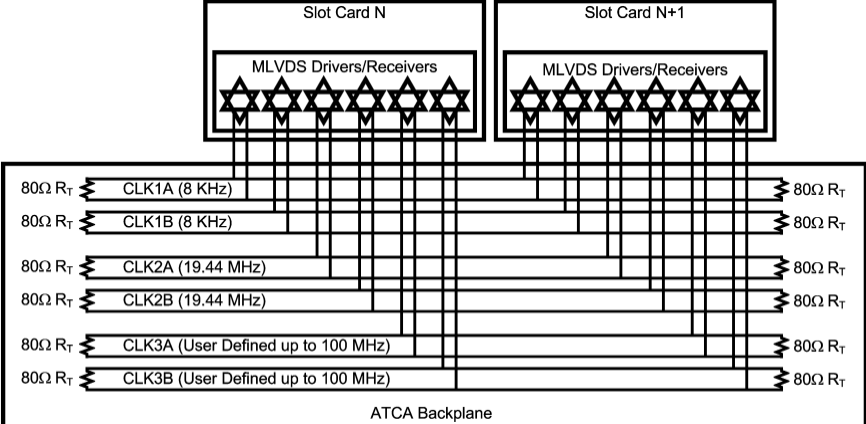 Slot Card N
Slot Card N+1
MLVDS Drivers/Receivers
MLVDS Drivers/Receivers
80Ω RT CLK1A (8 KHz) 80Ω RT
80Ω RT CLK1B (8 KHz) 80Ω RT
80Ω RT CLK2A (19.44 MHz) 80Ω RT
80Ω RT CLK2B (19.44 MHz) 80Ω RT
80Ω RT CLK3A (User Defined up to 100 MHz) 80Ω RT
80Ω RT CLK3B (User Defined up to 100 MHz) 80Ω RT
ATCA Backplane